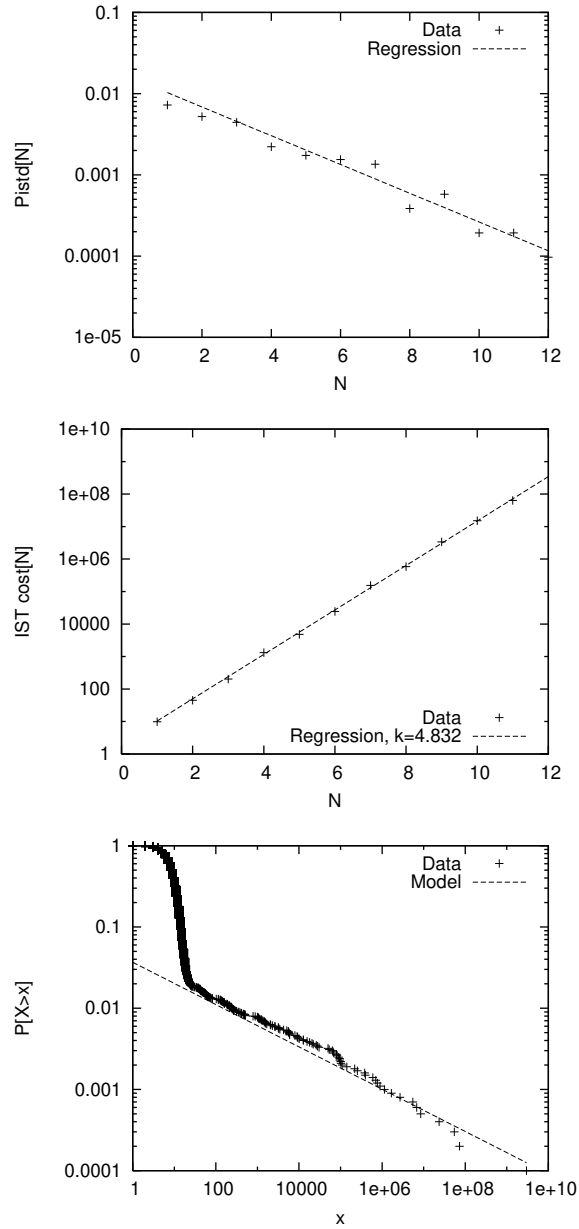 0.1
0.01
0.001
0.0001
1e-05
Pistd[N]
Data
Regression
0 2 4 6 8 10 12
N
1e+10
1e+08
1e+06
10000
100
1
IST cost[N]
Data
Regression, k=4.832
0 2 4 6 8 10 12
N
1
0.1
0.01
0.001
0.0001
P[X>x]
Data
Model
1 100 10000 1e+06 1e+08 1e+10
x